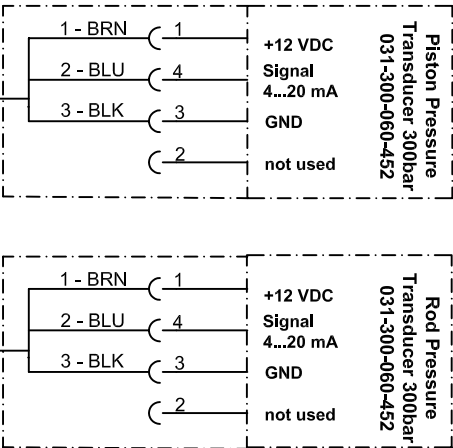 1 - BRN 1 +12 VDC
2 - BLU 4 Signal
4...20 mA
3 - BLK 3 GND
2 not used
Piston Pressure
Transducer 300bar
031-300-060-452
1 - BRN 1 +12 VDC
2 - BLU 4 Signal
4...20 mA
3 - BLK 3 GND
2 not used
Rod Pressure
Transducer 300bar
031-300-060-452